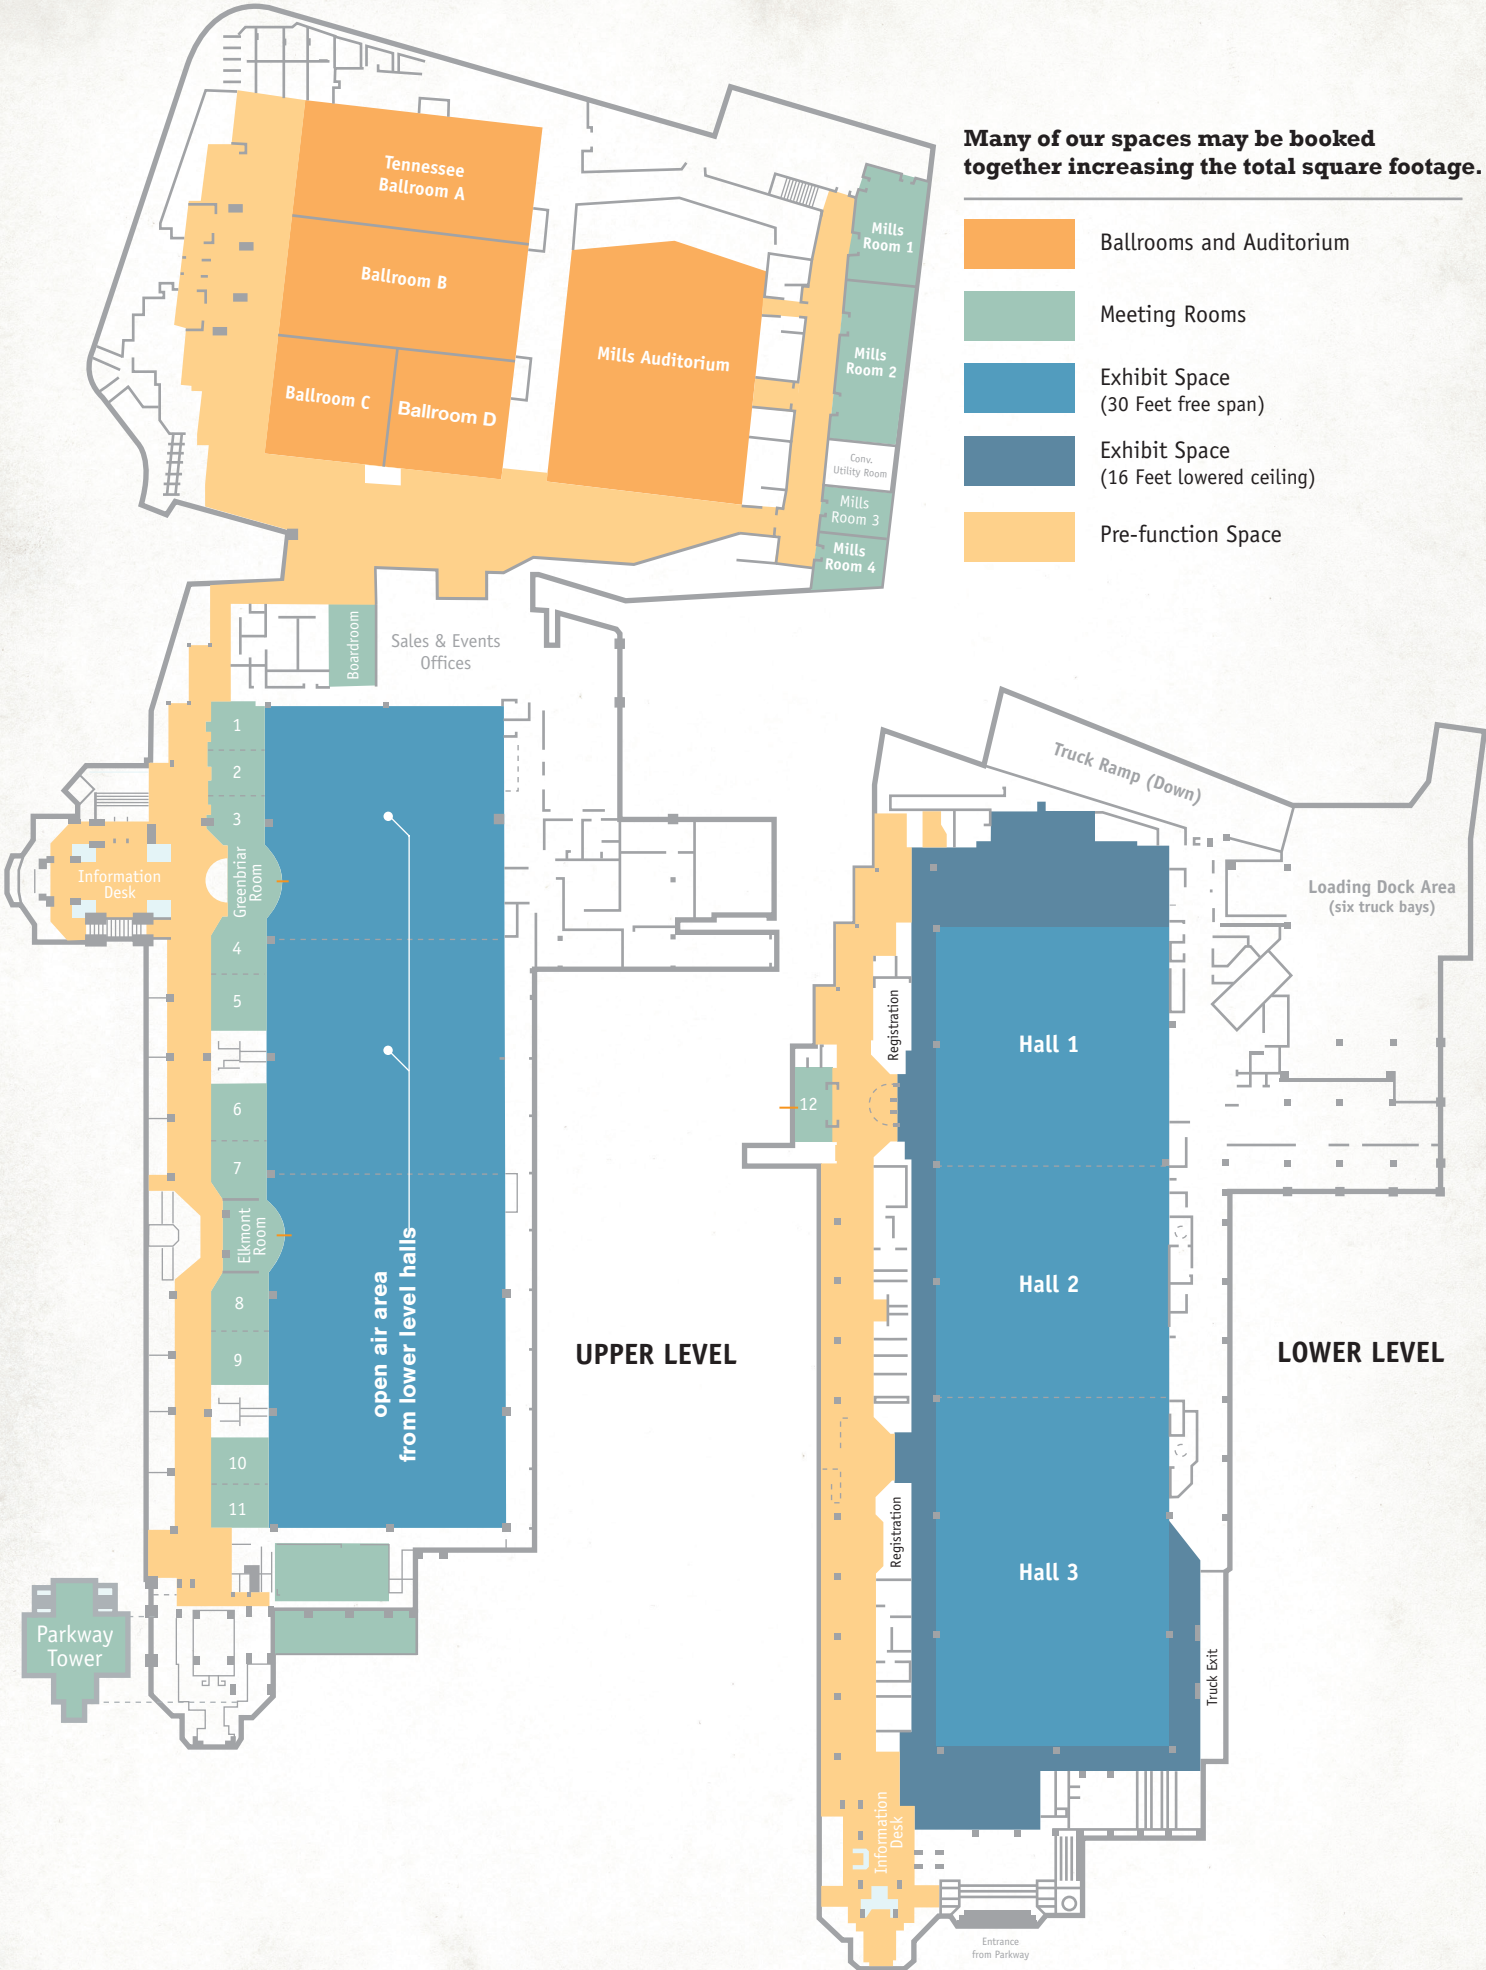 Many of our spaces may be booked
together increasing the total square footage.
Ballrooms and Auditorium
Meeting Rooms
Exhibit Space
(30 Feet free span)
Exhibit Space
(16 Feet lowered ceiling)
Pre-function Space
Tennessee
Ballroom A
Ballroom B
Ballroom C
Ballroom D
Mills Auditorium
Mills
Room 1
Mills
Room 2
Conv.
Utility Room
Mills
Room 3
Mills
Room 4
Boardroom
Sales & Events
Offices
1
2
3
Greenbriar
Room
Information
Desk
4
5
6
7
Elkmont
Room
8
9
10
11
open air area
from lower level halls
Parkway
Tower
UPPER LEVEL
Truck Ramp (Down)
Loading Dock Area
(six truck bays)
Registration
Hall 1
12
Hall 2
LOWER LEVEL
Registration
Hall 3
Truck Exit
Information
Desk
Entrance
from Parkway